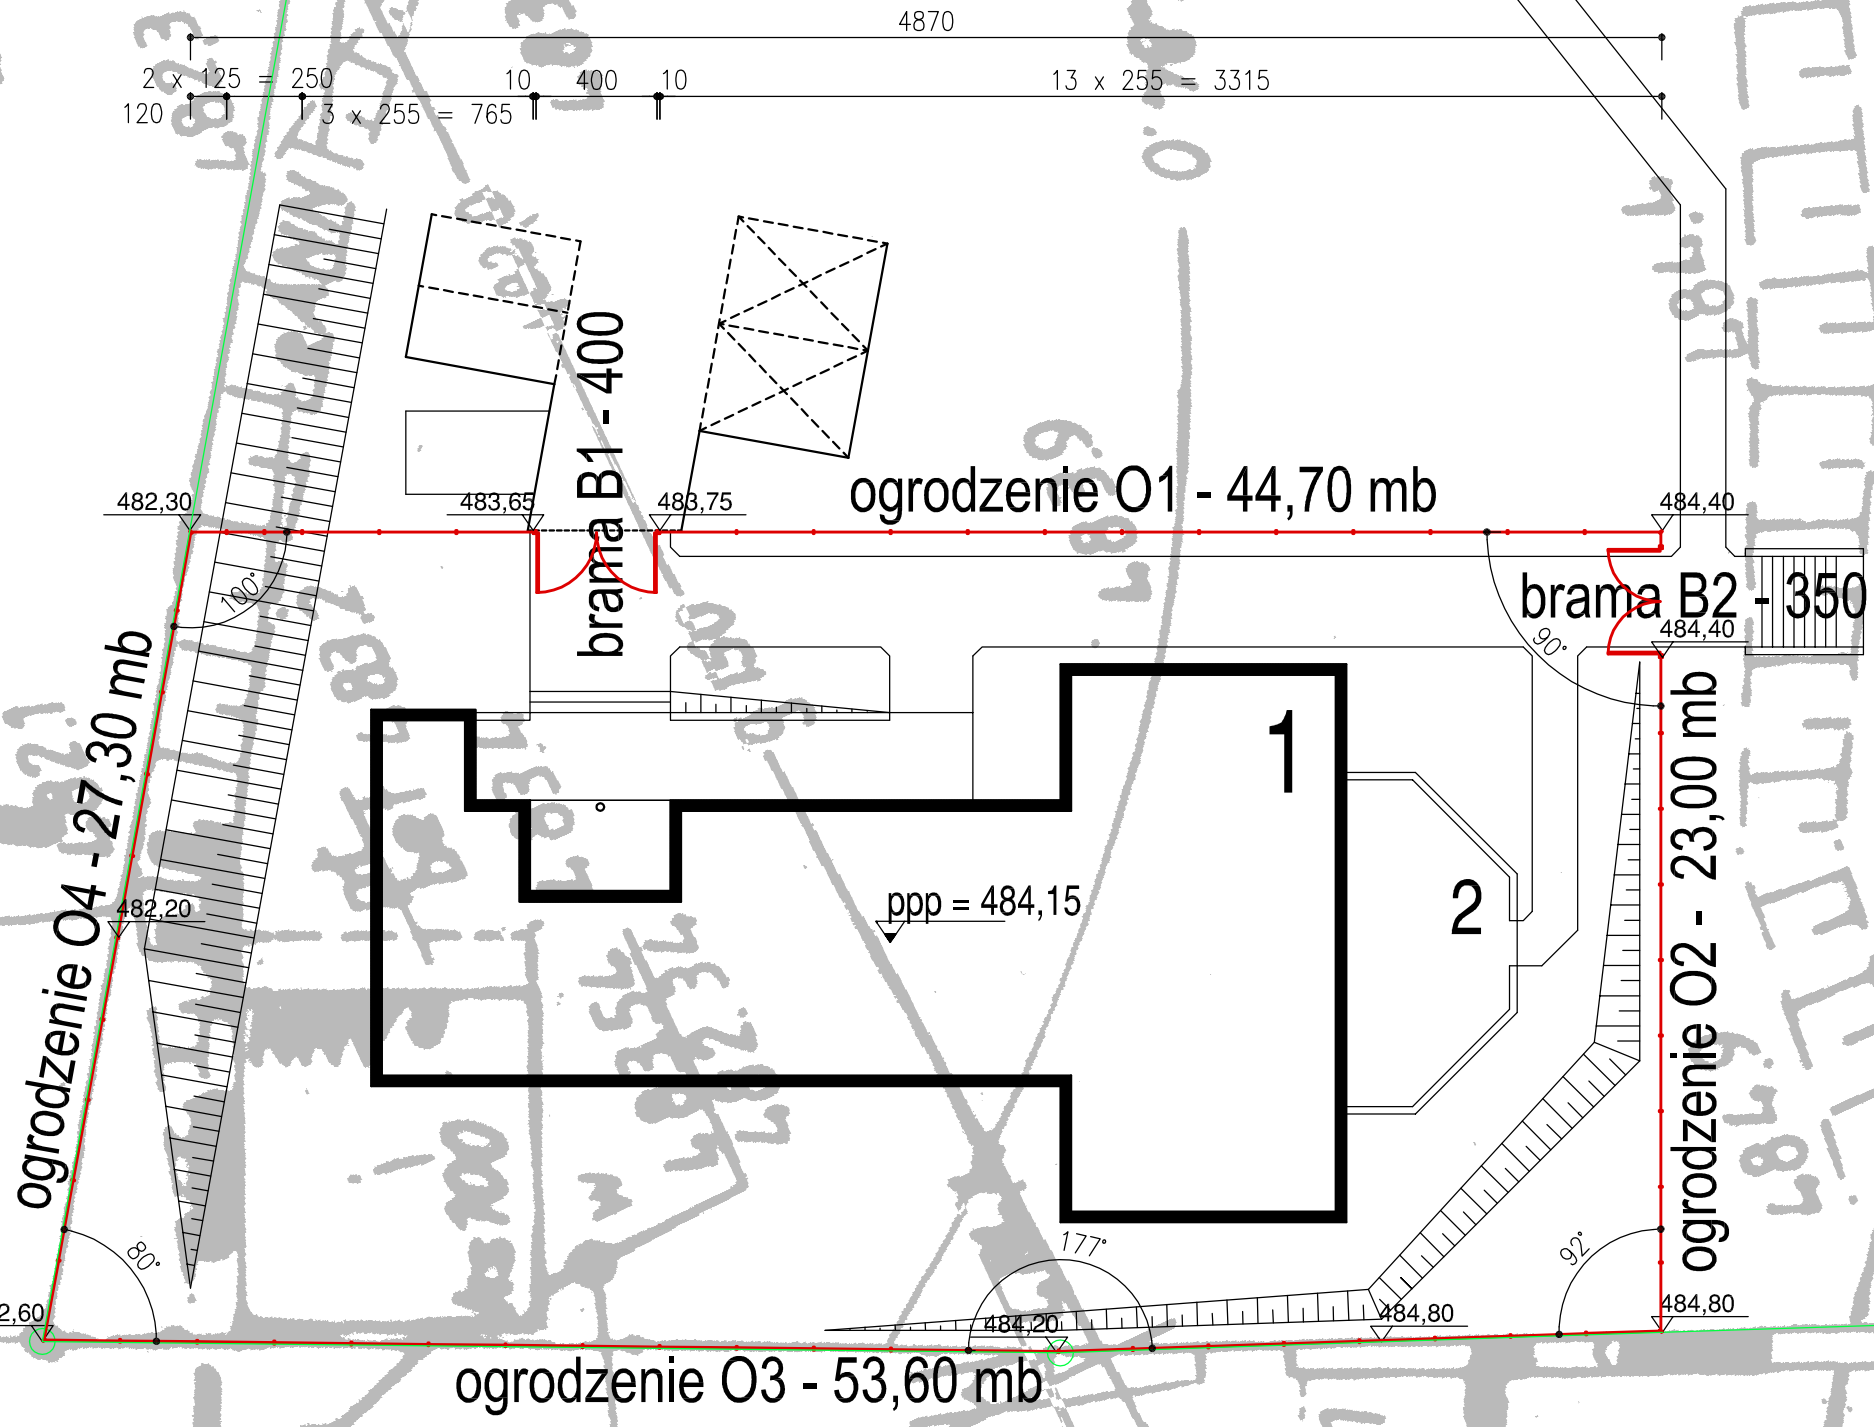 4870
2 x 125 = 250
10
400
10
13 x 255 = 3315
120
3 x 255 = 765
brama B1 - 400
ogrodzenie O1 - 44,70 mb
482,30
483,65
483,75
484,40
100°
90°
brama B2 - 350
484,40
ogrodzenie O4 - 27,30 mb
1
ogrodzenie O2 - 23,00 mb
482,20
ppp = 484,15
2
80°
177°
92°
2,60
484,20
484,80
484,80
ogrodzenie O3 - 53,60 mb